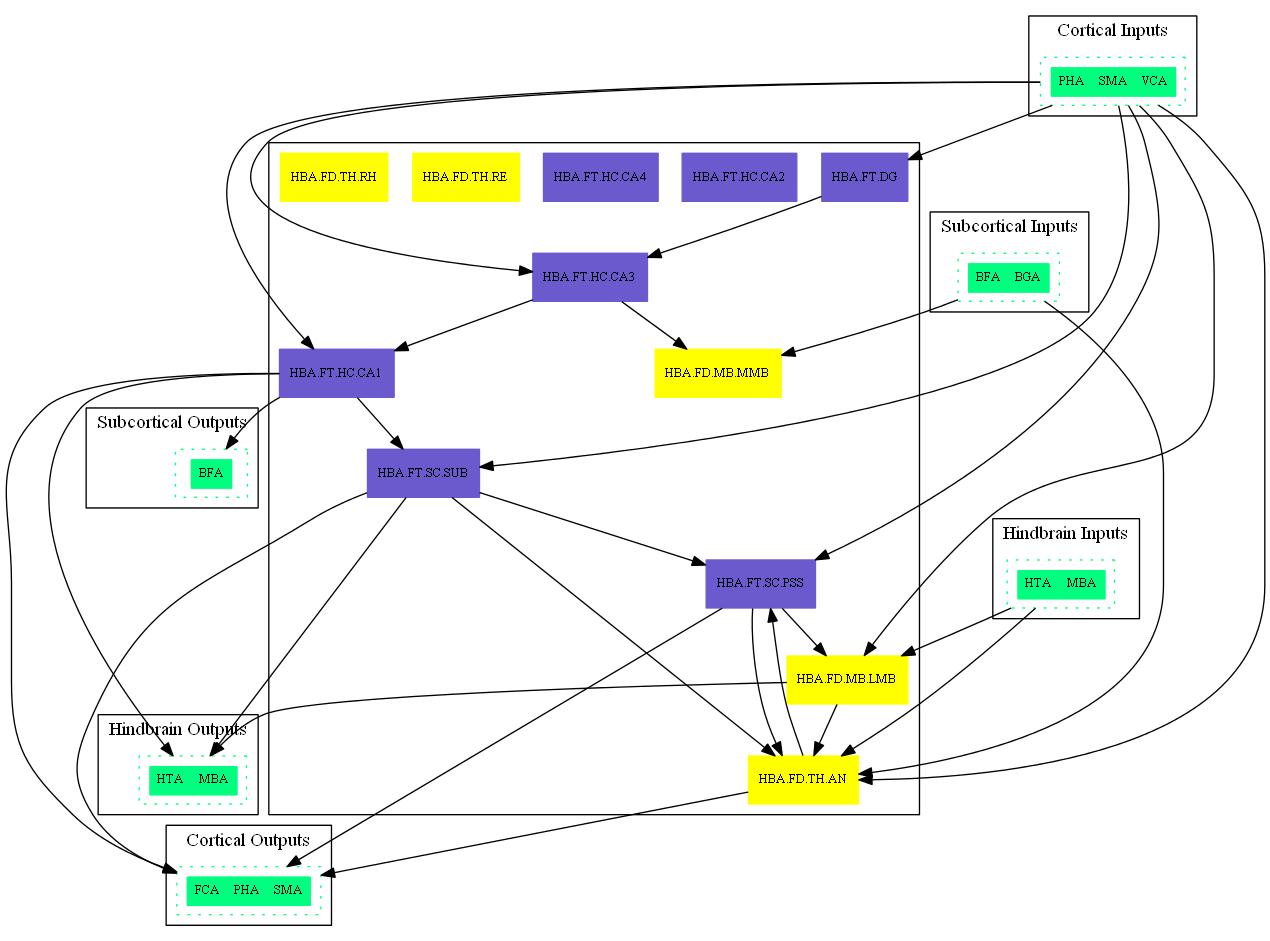 Cortical Inputs
PHA SMA VCA
HBA.FD.TH.RH
HBA.FD.TH.RE
HBA.FT.HC.CA4
HBA.FT.HC.CA2
HBA.FT.DG
Subcortical Inputs
BFA BGA
HBA.FT.HC.CA3
HBA.FT.HC.CA1
HBA.FD.MB.MMB
Subcortical Outputs
BFA
HBA.FT.SC.SUB
Hindbrain Inputs
HTA MBA
HBA.FT.SC.PSS
HBA.FD.MB.LMB
Hindbrain Outputs
HTA MBA
HBA.FD.TH.AN
Cortical Outputs
FCA PHA SMA